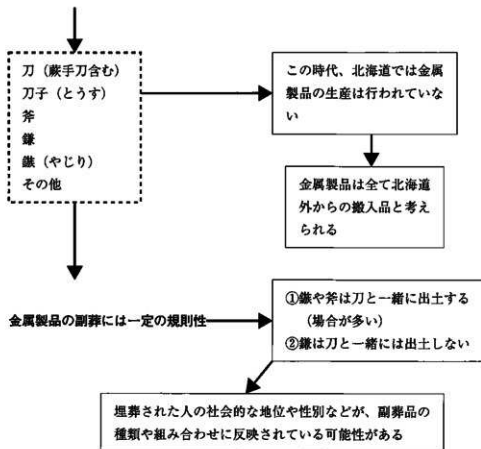 刀（蕨手刀含む）
刀子（とうす）
斧
鎌
鏃（やじり）
その他
この時代、北海道では金属
製品の生産は行われていな
い
金属製品は全て北海道
外からの搬入品と考え
られる
金属製品の副葬には一定の規則性
①鏃や斧は刀と一緒に出土する
（場合が多い）
②鎌は刀と一緒には出土しない
埋葬された人の社会的な地位や性別などが、副葬品の
種類や組み合わせに反映されている可能性がある